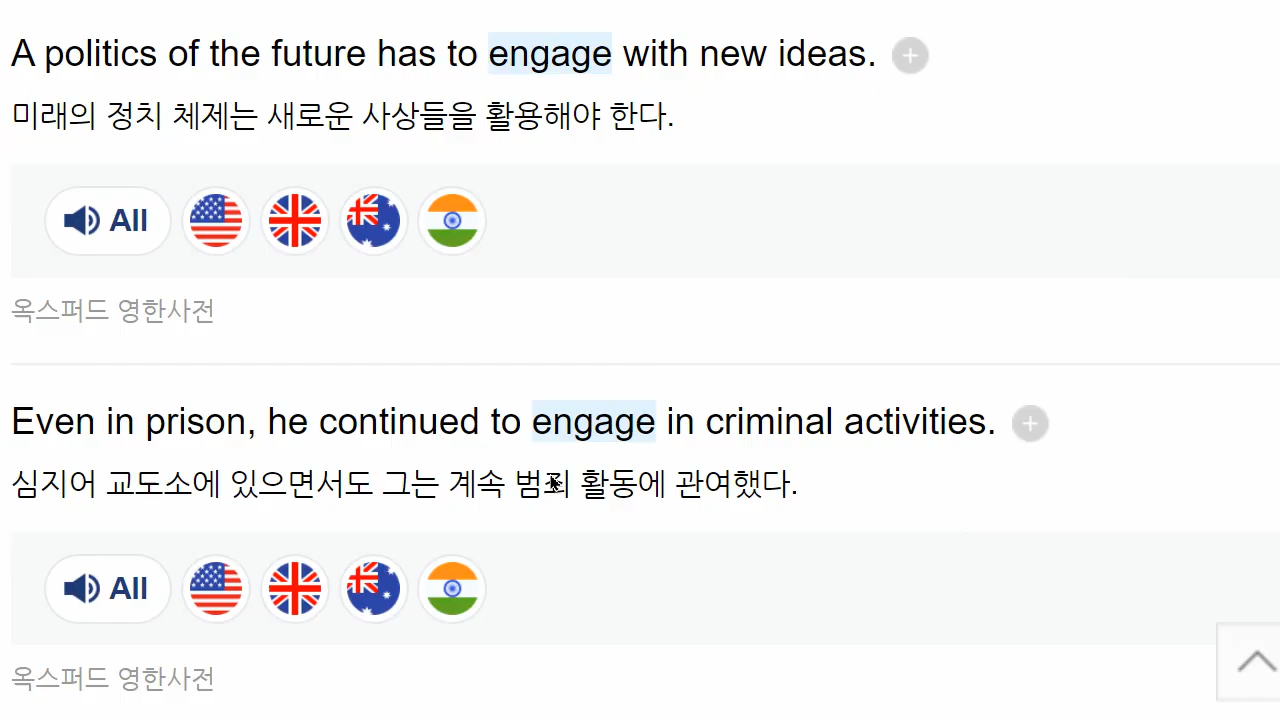 A politics of the future has to engage with new ideas.
미래의 정치 체제는 새로운 사상들을 활용해야 한다.
All
옥스퍼드 영한사전
Even in prison, he continued to engage in criminal activities.
심지어 교도소에 있으면서도 그는 계속 범죄 활동에 관여했다.
All
옥스퍼드 영한사전